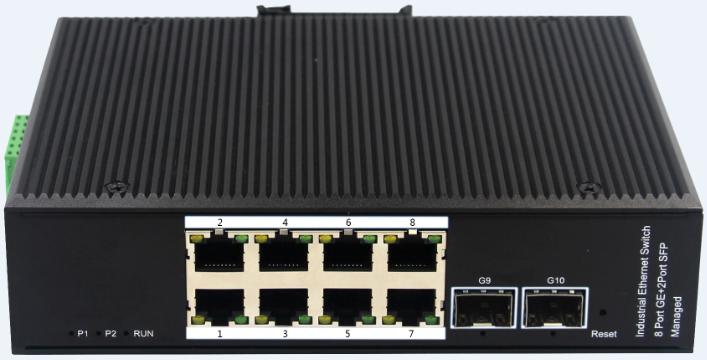 2 4 6 8
G9 G10
1 3 5 7
P1 P2 RUN
Reset
Industrial Ethernet Switch
8 Port GE+2Port SFP
Managed